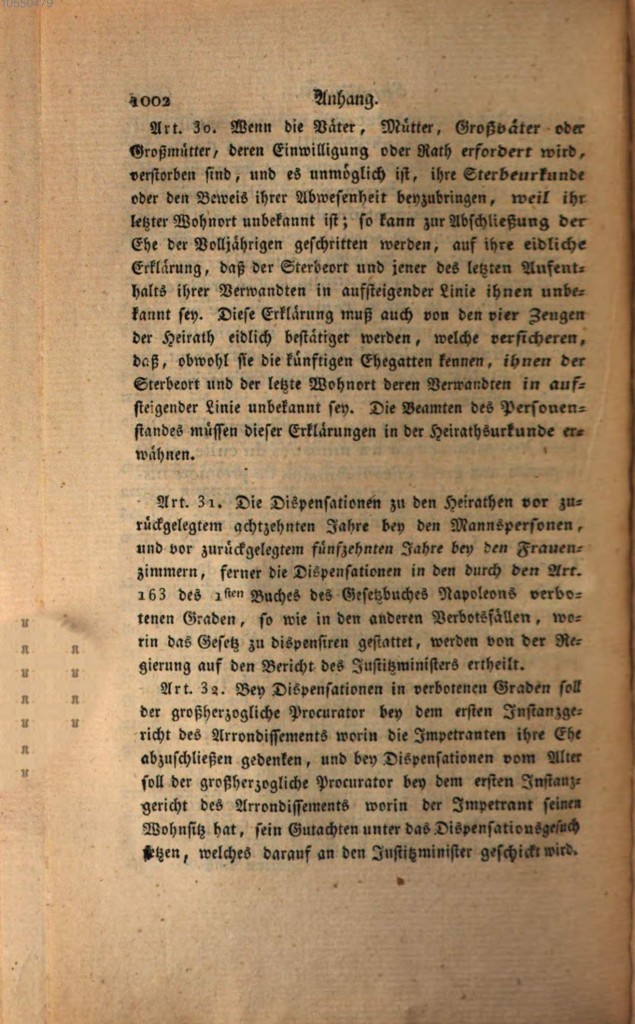 10550479
1002 Anhang.
Art. 30. Wenn die Väter, Mütter, Großväter oder
Großmütter, deren Einwilligung oder Rath erfordert wird,
verstorben sind, und es unmöglich ist, ihre Sterbeurkunde
oder den Beweis ihrer Abwesenheit beyzubringen, weil ihr
letzter Wohnort unbekannt ist; so kann zur Abschließung der
Ehe der Volljährigen geschritten werden, auf ihre eidliche
Erklärung, daß der Sterbeort und jener des letzten Aufent-
halts ihrer Verwandten in aufsteigender Linie ihnen unbe-
kannt sey. Diese Erklärung muß auch von den vier Zeugen
der Heirath eidlich bestätiget werden, welche versicheren,
daß, obwohl sie die künftigen Ehegatten kennen, ihnen der
Sterbeort und der letzte Wohnort deren Verwandten in auf-
steigender Linie unbekannt sey. Die Beamten des Personen-
standes müssen dieser Erklärungen in der Heirathsurkunde er-
wähnen.
Art. 31. Die Dispensationen zu den Heirathen vor zu-
rückgelegtem achtzehnten Jahre bey den Mannspersonen,
und vor zurückgelegtem fünfzehnten Jahre bey den Frauen-
zimmern, ferner die Dispensationen in den durch den Art.
163 des 1sten Buches des Gesetzbuches Napoleons verbo-
tenen Graden, so wie in den anderen Verbotsfällen, wo-
rin das Gesetz zu dispensiren gestattet, werden von der Re-
gierung auf den Bericht des Justitzministers ertheilt.
Art. 32. Bey Dispensationen in verbotenen Graden soll
der großherzogliche Procurator bey dem ersten Instanzge-
richt des Arrondissements worin die Impetranten ihre Ehe
abzuschließen gedenken, und bey Dispensationen vom Alter
soll der großherzogliche Procurator bey dem ersten Instanz-
gericht des Arrondissements worin der Impetrant seinen
Wohnsitz hat, sein Gutachten unter das Dispensationsgesuch
setzen, welches darauf an den Justitzminister geschickt wird.